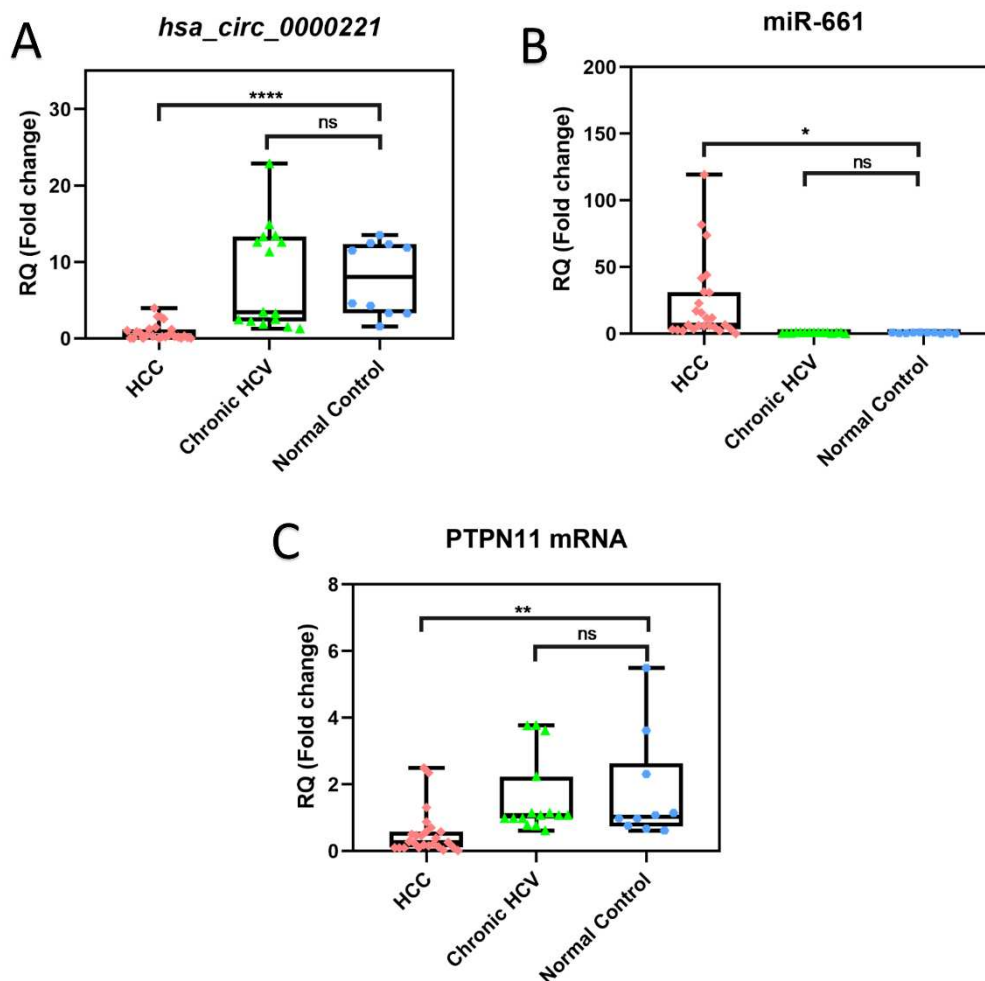 A
hsa_circ_0000221
RQ (Fold change)
30
20
10
0
****
ns
HCC
Chronic HCV
Normal Control
B
miR-661
RQ (Fold change)
200
150
100
50
0
*
ns
HCC
Chronic HCV
Normal Control
C
PTPN11 mRNA
RQ (Fold change)
8
6
4
2
0
**
ns
HCC
Chronic HCV
Normal Control